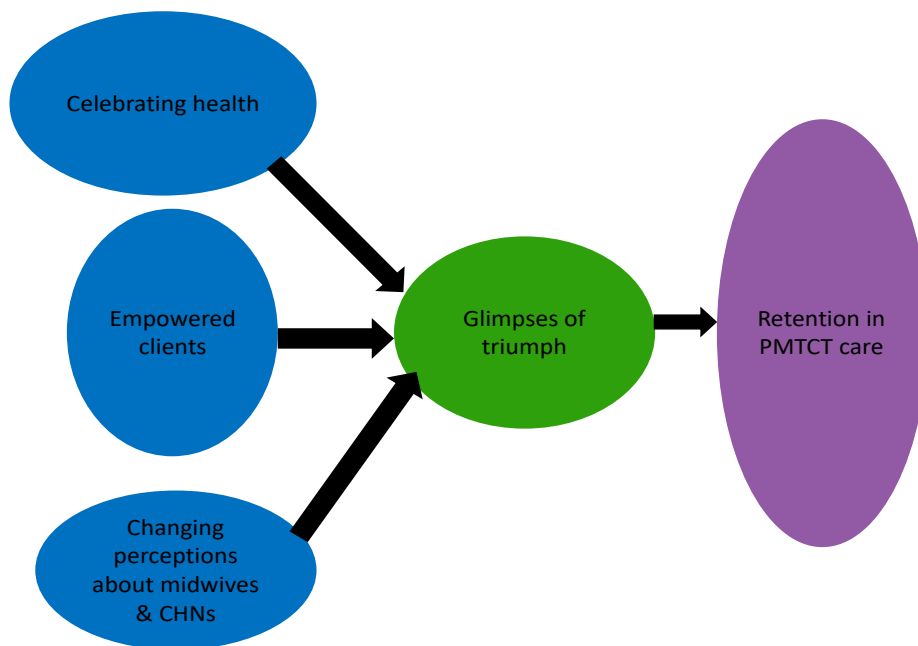 Celebrating health
Empowered
clients
Changing
perceptions
about midwives
& CHNs
Glimpses of
triumph
Retention in
PMTCT care